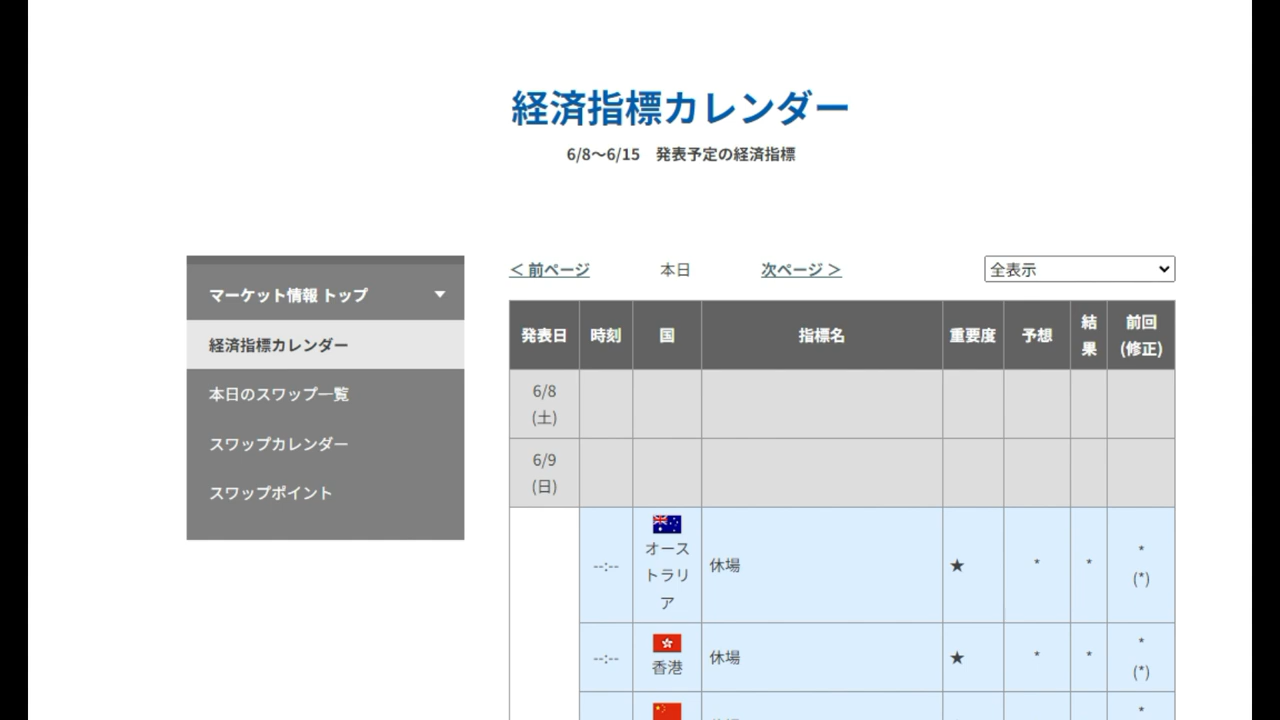 経済指標カレンダー
6/8～6/15 発表予定の経済指標
マーケット情報 トップ
経済指標カレンダー
本日のスワップ一覧
スワップカレンダー
スワップポイント
＜ 前ページ 本日 次ページ ＞ 全表示
発表日 時刻 国 指標名 重要度 予想 結果 前回(修正)
6/8
(土)
6/9
(日)
--:-- オーストラリア 休場 ★ * * * (*)
--:-- 香港 休場 ★ * * * (*)
*